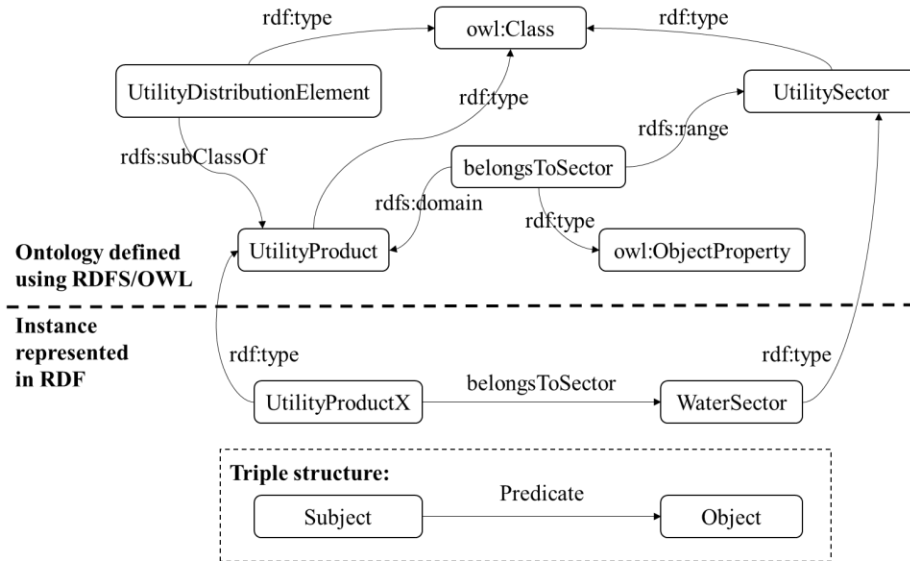 rdf:type
owl:Class
rdf:type
UtilityDistributionElement
rdf:type
UtilitySector
rdfs:subClassOf
rdfs:range
belongsToSector
rdfs:domain
rdf:type
UtilityProduct
owl:ObjectProperty
Ontology defined
using RDFS/OWL
Instance
represented
in RDF
rdf:type
rdf:type
belongsToSector
UtilityProductX
WaterSector
Triple structure:
Predicate
Subject
Object